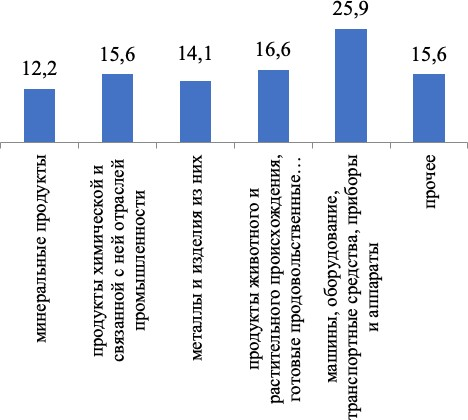 12,2
15,6
14,1
16,6
25,9
15,6
минеральные продукты
продукты химической и
связанной с ней отраслей
промышленности
металлы и изделия из них
продукты животного и
растительного происхождения,
готовые продовольственные…
машины, оборудование,
транспортные средства, приборы
и аппараты
прочее